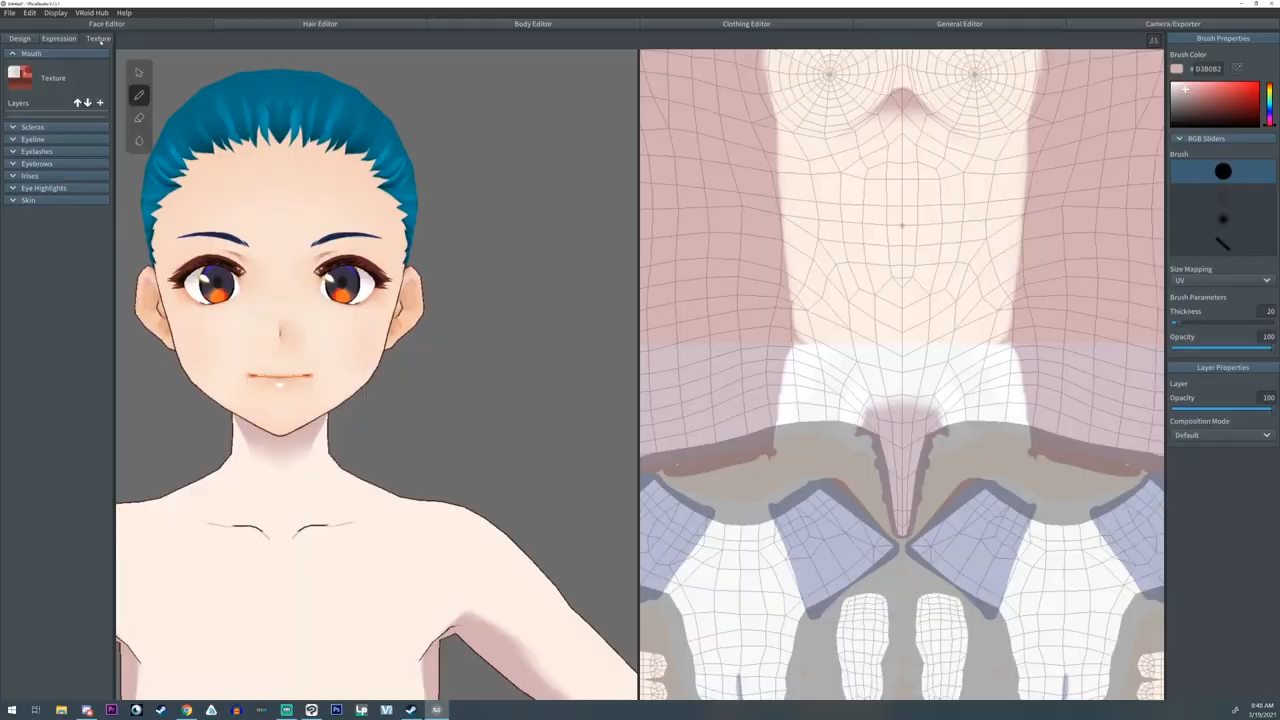 File Edit Display VRoid Hub Help
Face Editor Hair Editor Body Editor Clothing Editor General Editor Camera/Exporter
Design Expression Texture
Mouth
Texture
Layers
Scleras
Eyeline
Eyelashes
Eyebrows
Irises
Eye Highlights
Skin
Brush Properties
Brush Color
# D3B0B2
RGB Sliders
Brush
Size Mapping
UV
Brush Parameters
Thickness 20
Opacity 100
Layer Properties
Layer
Opacity 100
Composition Mode
Default
8:48 AM
3/19/2021